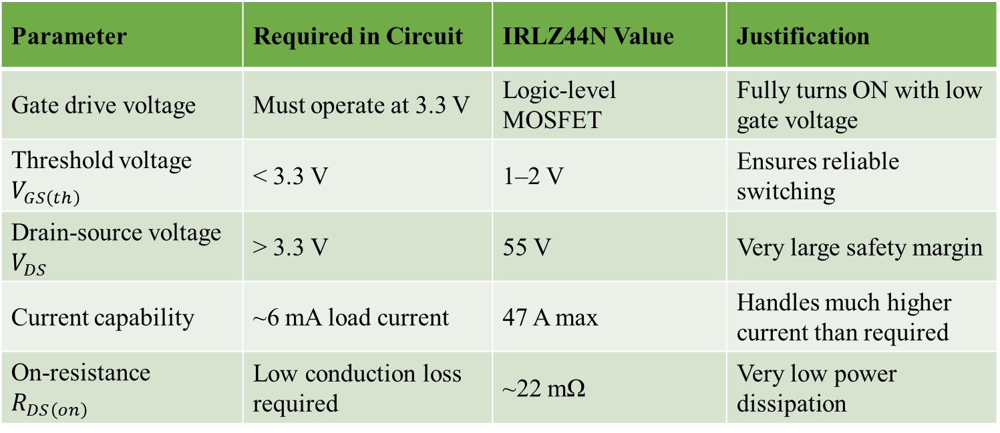 Parameter
Required in Circuit
IRLZ44N Value
Justification
Gate drive voltage
Must operate at 3.3 V
Logic-level
MOSFET
Fully turns ON with low
gate voltage
Threshold voltage
V_{GS(th)}
< 3.3 V
1–2 V
Ensures reliable
switching
Drain-source voltage
V_{DS}
> 3.3 V
55 V
Very large safety margin
Current capability
~6 mA load current
47 A max
Handles much higher
current than required
On-resistance
R_{DS(on)}
Low conduction loss
required
~22 mΩ
Very low power
dissipation